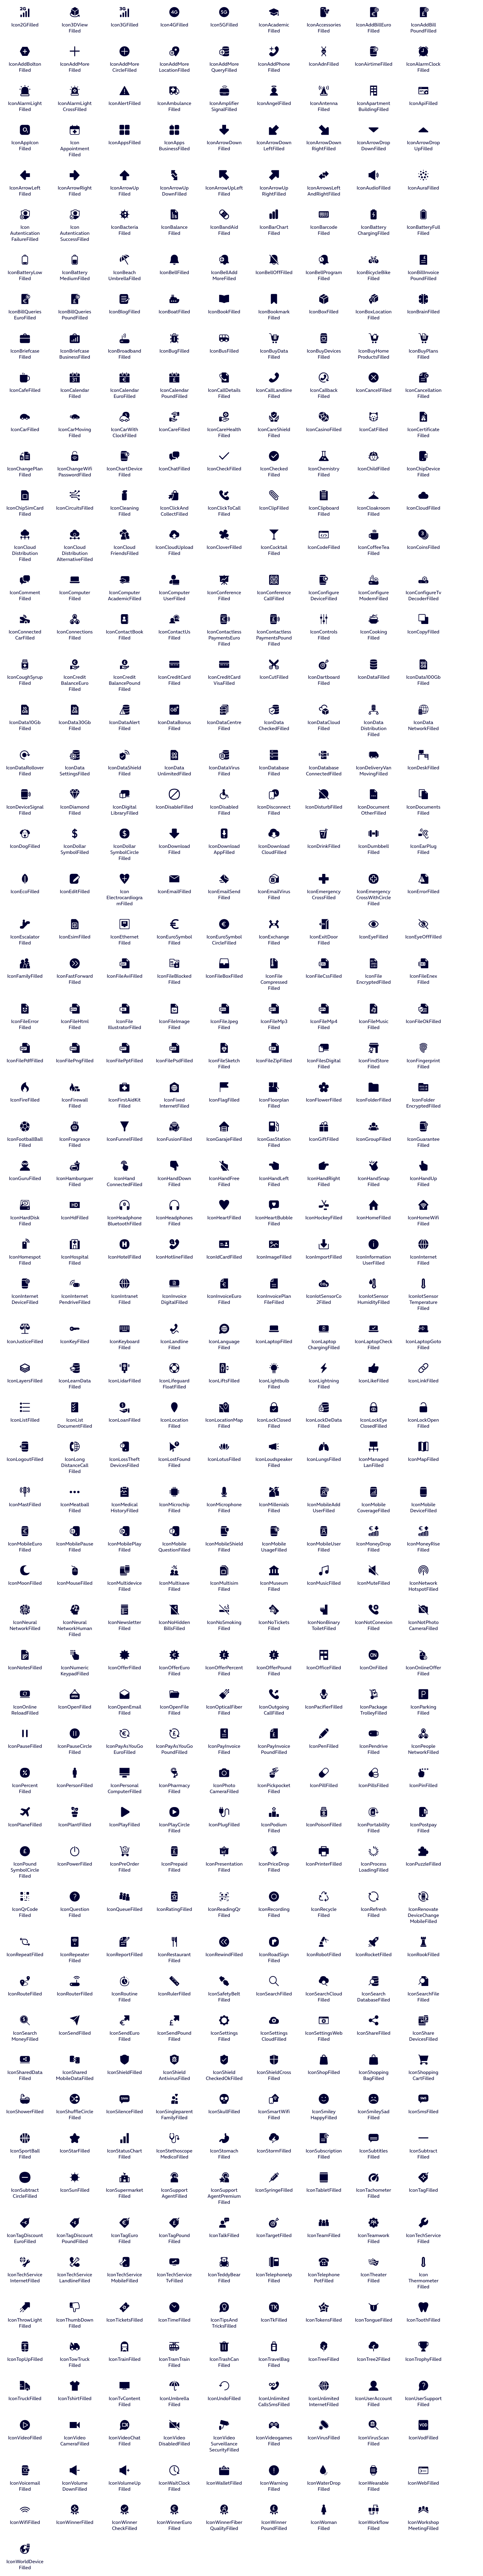 2G 3G
Icon2GFilled Icon3DView Filled Icon3GFilled Icon4GFilled Icon5GFilled IconAcademic Filled IconAccessories Filled IconAddBillEuro Filled IconAddBill PoundFilled
IconAddBolton Filled IconAddMore Filled IconAddMore CircleFilled IconAddMore LocationFilled IconAddMore QueryFilled IconAddPhone Filled IconAdnFilled IconAirtimeFilled IconAlarmClock Filled
IconAlarmLight Filled IconAlarmLight CrossFilled IconAlertFilled IconAmbulance Filled IconAmplifier SignalFilled IconAngelFilled IconAntenna Filled IconApartment BuildingFilled IconApiFilled
IconAppIcon Filled Icon Appointment Filled IconAppsFilled IconApps BusinessFilled IconArrowDown Filled IconArrowDown LeftFilled IconArrowDown RightFilled IconArrowDrop DownFilled IconArrowDrop UpFilled
IconArrowLeft Filled IconArrowRight Filled IconArrowUp Filled IconArrowUp DownFilled IconArrowUpLeft Filled IconArrowUp RightFilled IconArrowsLeft AndRightFilled IconAudioFilled IconAuraFilled
Icon Autentication FailureFilled Icon Autentication SuccessFilled IconBacteria Filled IconBalance Filled IconBandAid Filled IconBarChart Filled IconBarcode Filled IconBattery ChargingFilled IconBatteryFull Filled
IconBatteryLow Filled IconBattery MediumFilled IconBeach UmbrellaFilled IconBellFilled IconBellAdd MoreFilled IconBellOffFilled IconBellProgram Filled IconBicycleBike Filled IconBillInvoice PoundFilled
IconBillQueries EuroFilled IconBillQueries PoundFilled IconBlogFilled IconBoatFilled IconBookFilled IconBookmark Filled IconBoxFilled IconBoxLocation Filled IconBrainFilled
IconBriefcase Filled IconBriefcase BusinessFilled IconBroadband Filled IconBugFilled IconBusFilled IconBuyData Filled IconBuyDevices Filled IconBuyHome ProductsFilled IconBuyPlans Filled
IconCafeFilled IconCalendar Filled IconCalendar EuroFilled IconCalendar PoundFilled IconCallDetails Filled IconCallLandline Filled IconCallback Filled IconCancelFilled IconCancellation Filled
IconCarFilled IconCarMoving Filled IconCarWith ClockFilled IconCareFilled IconCareHealth Filled IconCareShield Filled IconCasinoFilled IconCatFilled IconCertificate Filled
IconChangePlan Filled IconChangeWifi PasswordFilled IconChartDevice Filled IconChatFilled IconCheckFilled IconChecked Filled IconChemistry Filled IconChildFilled IconChipDevice Filled
IconChipSimCard Filled IconCircuitsFilled IconCleaning Filled IconClickAnd CollectFilled IconClickToCall Filled IconClipFilled IconClipboard Filled IconCloakroom Filled IconCloudFilled
IconCloud Distribution Filled IconCloud Distribution AlternativeFilled IconCloud FriendsFilled IconCloudUpload Filled IconCloverFilled IconCocktail Filled IconCodeFilled IconCoffeeTea Filled IconCoinsFilled
IconComment Filled IconComputer Filled IconComputer AcademicFilled IconComputer UserFilled IconConference Filled IconConference CallFilled IconConfigure DeviceFilled IconConfigure ModemFilled IconConfigureTv DecoderFilled
IconConnected CarFilled IconConnections Filled IconContactBook Filled IconContactUs Filled IconContactless PaymentsEuro Filled IconContactless PaymentsPound Filled IconControls Filled IconCooking Filled IconCopyFilled
IconCoughSyrup Filled IconCredit BalanceEuro Filled IconCredit BalancePound Filled IconCreditCard Filled IconCreditCard VisaFilled IconCutFilled IconDartboard Filled IconDataFilled IconData100Gb Filled
IconData10Gb Filled IconData30Gb Filled IconDataAlert Filled IconDataBonus Filled IconDataCentre Filled IconData CheckedFilled IconDataCloud Filled IconData Distribution Filled IconData NetworkFilled
IconDataRollover Filled IconData SettingsFilled IconDataShield Filled IconData UnlimitedFilled IconDataVirus Filled IconDatabase Filled IconDatabase ConnectedFilled IconDeliveryVan MovingFilled IconDeskFilled
IconDeviceSignal Filled IconDiamond Filled IconDigital LibraryFilled IconDisableFilled IconDisabled Filled IconDisconnect Filled IconDisturbFilled IconDocument OtherFilled IconDocuments Filled
IconDogFilled IconDollar SymbolFilled IconDollar SymbolCircle Filled IconDownload Filled IconDownload AppFilled IconDownload CloudFilled IconDrinkFilled IconDumbbell Filled IconEarPlug Filled
IconEcoFilled IconEditFilled Icon Electrocardiogra mFilled IconEmailFilled IconEmailSend Filled IconEmailVirus Filled IconEmergency CrossFilled IconEmergency CrossWithCircle Filled IconErrorFilled
IconEscalator Filled IconEsimFilled IconEthernet Filled IconEuroSymbol Filled IconEuroSymbol CircleFilled IconExchange Filled IconExitDoor Filled IconEyeFilled IconEyeOffFilled
IconFamilyFilled IconFastForward Filled IconFileAviFilled IconFileBlocked Filled IconFileBoxFilled IconFile Compressed Filled IconFileCssFilled IconFile EncryptedFilled IconFileEnex Filled
IconFileError Filled IconFileHtml Filled IconFile IllustratorFilled IconFileImage Filled IconFileJpeg Filled IconFileMp3 Filled IconFileMp4 Filled IconFileMusic Filled IconFileOkFilled
IconFilePdfFilled IconFilePngFilled IconFilePptFilled IconFilePsdFilled IconFileSketch Filled IconFileZipFilled IconFilesDigital Filled IconFindStore Filled IconFingerprint Filled
IconFireFilled IconFirewall Filled IconFirstAidKit Filled IconFixed InternetFilled IconFlagFilled IconFloorplan Filled IconFlowerFilled IconFolderFilled IconFolder EncryptedFilled
IconFootballBall Filled IconFragrance Filled IconFunnelFilled IconFusionFilled IconGarajeFilled IconGasStation Filled IconGiftFilled IconGroupFilled IconGuarantee Filled
IconGuruFilled IconHamburguer Filled IconHand ConnectedFilled IconHandDown Filled IconHandFree Filled IconHandLeft Filled IconHandRight Filled IconHandSnap Filled IconHandUp Filled
IconHardDisk Filled IconHdFilled IconHeadphone BluetoothFilled IconHeadphones Filled IconHeartFilled IconHeartBubble Filled IconHockeyFilled IconHomeFilled IconHomeWifi Filled
IconHomespot Filled IconHospital Filled IconHotelFilled IconHotlineFilled IconIdCardFilled IconImageFilled IconImportFilled IconInformation UserFilled IconInternet Filled
IconInternet DeviceFilled IconInternet PendriveFilled IconIntranet Filled IconInvoice DigitalFilled IconInvoiceEuro Filled IconInvoicePlan FileFilled IconIotSensorCo 2Filled IconIotSensor HumidityFilled IconIotSensor Temperature Filled
IconJusticeFilled IconKeyFilled IconKeyboard Filled IconLandline Filled IconLanguage Filled IconLaptopFilled IconLaptop ChargingFilled IconLaptopCheck Filled IconLaptopGoto Filled
IconLayersFilled IconLearnData Filled IconLidarFilled IconLifeguard FloatFilled IconLiftsFilled IconLightbulb Filled IconLightning Filled IconLikeFilled IconLinkFilled
IconListFilled IconList DocumentFilled IconLoanFilled IconLocation Filled IconLocationMap Filled IconLockClosed Filled IconLockDeData Filled IconLockEye ClosedFilled IconLockOpen Filled
IconLogoutFilled IconLong DistanceCall Filled IconLossTheft DevicesFilled IconLostFound Filled IconLotusFilled IconLoudspeaker Filled IconLungsFilled IconManaged LanFilled IconMapFilled
IconMastFilled IconMeatball Filled IconMedical HistoryFilled IconMicrochip Filled IconMicrophone Filled IconMillenials Filled IconMobileAdd UserFilled IconMobile CoverageFilled IconMobile DeviceFilled
IconMobileEuro Filled IconMobilePause Filled IconMobilePlay Filled IconMobile QuestionFilled IconMobileShield Filled IconMobile UsageFilled IconMobileUser Filled IconMoneyDrop Filled IconMoneyRise Filled
IconMoonFilled IconMouseFilled IconMultidevice Filled IconMultisave Filled IconMultisim Filled IconMuseum Filled IconMusicFilled IconMuteFilled IconNetwork HotspotFilled
IconNeural NetworkFilled IconNeural NetworkHuman Filled IconNewsletter Filled IconNoHidden BillsFilled IconNoSmoking Filled IconNoTickets Filled IconNonBinary ToiletFilled IconNotConexion Filled IconNotPhoto CameraFilled
IconNotesFilled IconNumeric KeypadFilled IconOfferFilled IconOfferEuro Filled IconOfferPercent Filled IconOfferPound Filled IconOfficeFilled IconOnFilled IconOnlineOffer Filled
IconOnline ReloadFilled IconOpenFilled IconOpenEmail Filled IconOpenFile Filled IconOpticalFiber Filled IconOutgoing CallFilled IconPacifierFilled IconPackage TrolleyFilled IconParking Filled
IconPauseFilled IconPauseCircle Filled IconPayAsYouGo EuroFilled IconPayAsYouGo PoundFilled IconPayInvoice Filled IconPayInvoice PoundFilled IconPenFilled IconPendrive Filled IconPeople NetworkFilled
IconPercent Filled IconPersonFilled IconPersonal ComputerFilled IconPharmacy Filled IconPhoto CameraFilled IconPickpocket Filled IconPillFilled IconPillsFilled IconPinFilled
IconPlaneFilled IconPlantFilled IconPlayFilled IconPlayCircle Filled IconPlugFilled IconPodium Filled IconPoisonFilled IconPortability Filled IconPostpay Filled
IconPound SymbolCircle Filled IconPowerFilled IconPreOrder Filled IconPrepaid Filled IconPresentation Filled IconPriceDrop Filled IconPrinterFilled IconProcess LoadingFilled IconPuzzleFilled
IconQrCode Filled IconQuestion Filled IconQueueFilled IconRatingFilled IconReadingQr Filled IconRecording Filled IconRecycle Filled IconRefresh Filled IconRenovate DeviceChange MobileFilled
IconRepeatFilled IconRepeater Filled IconReportFilled IconRestaurant Filled IconRewindFilled IconRoadSign Filled IconRobotFilled IconRocketFilled IconRookFilled
IconRouteFilled IconRouterFilled IconRoutine Filled IconRulerFilled IconSafetyBelt Filled IconSearchFilled IconSearchCloud Filled IconSearch DatabaseFilled IconSearchFile Filled
IconSearch MoneyFilled IconSendFilled IconSendEuro Filled IconSendPound Filled IconSettings Filled IconSettings CloudFilled IconSettingsWeb Filled IconShareFilled IconShare DevicesFilled
IconSharedData Filled IconShared MobileDataFilled IconShieldFilled IconShield AntivirusFilled IconShield CheckedOkFilled IconShieldCross Filled IconShopFilled IconShopping BagFilled IconShopping CartFilled
IconShowerFilled IconShuffleCircle Filled IconSilenceFilled IconSingleparent FamilyFilled IconSkullFilled IconSmartWifi Filled IconSmiley HappyFilled IconSmileySad Filled IconSmsFilled
IconSportBall Filled IconStarFilled IconStatusChart Filled IconStethoscope MedicoFilled IconStomach Filled IconStormFilled IconSubscription Filled IconSubtitles Filled IconSubtract Filled
IconSubtract CircleFilled IconSunFilled IconSupermarket Filled IconSupport AgentFilled IconSupport AgentPremium Filled IconSyringeFilled IconTabletFilled IconTachometer Filled IconTagFilled
IconTagDiscount EuroFilled IconTagDiscount PoundFilled IconTagEuro Filled IconTagPound Filled IconTalkFilled IconTargetFilled IconTeamFilled IconTeamwork Filled IconTechService Filled
IconTechService InternetFilled IconTechService LandlineFilled IconTechService MobileFilled IconTechService TvFilled IconTeddyBear Filled IconTelephoneIp Filled IconTelephone PotFilled IconTheater Filled Icon Thermometer Filled
IconThrowLight Filled IconThumbDown Filled IconTicketsFilled IconTimeFilled IconTipsAnd TricksFilled IconTkFilled IconTokensFilled IconTongueFilled IconToothFilled
IconTopUpFilled IconTowTruck Filled IconTrainFilled IconTramTrain Filled IconTrashCan Filled IconTravelBag Filled IconTreeFilled IconTree2Filled IconTrophyFilled
IconTruckFilled IconTshirtFilled IconTvContent Filled IconUmbrella Filled IconUndoFilled IconUnlimited CallsSmsFilled IconUnlimited InternetFilled IconUserAccount Filled IconUserSupport Filled
IconVideoFilled IconVideo CameraFilled IconVideoChat Filled IconVideo DisabledFilled IconVideo Surveillance SecurityFilled IconVideogames Filled IconVirusFilled IconVirusScan Filled IconVodFilled
IconVoicemail Filled IconVolume DownFilled IconVolumeUp Filled IconWaitClock Filled IconWalletFilled IconWarning Filled IconWaterDrop Filled IconWearable Filled IconWebFilled
IconWifiFilled IconWinnerFilled IconWinner CheckFilled IconWinnerEuro Filled IconWinnerFiber QualityFilled IconWinner PoundFilled IconWoman Filled IconWorkflow Filled IconWorkshop MeetingFilled
IconWorldDevice Filled